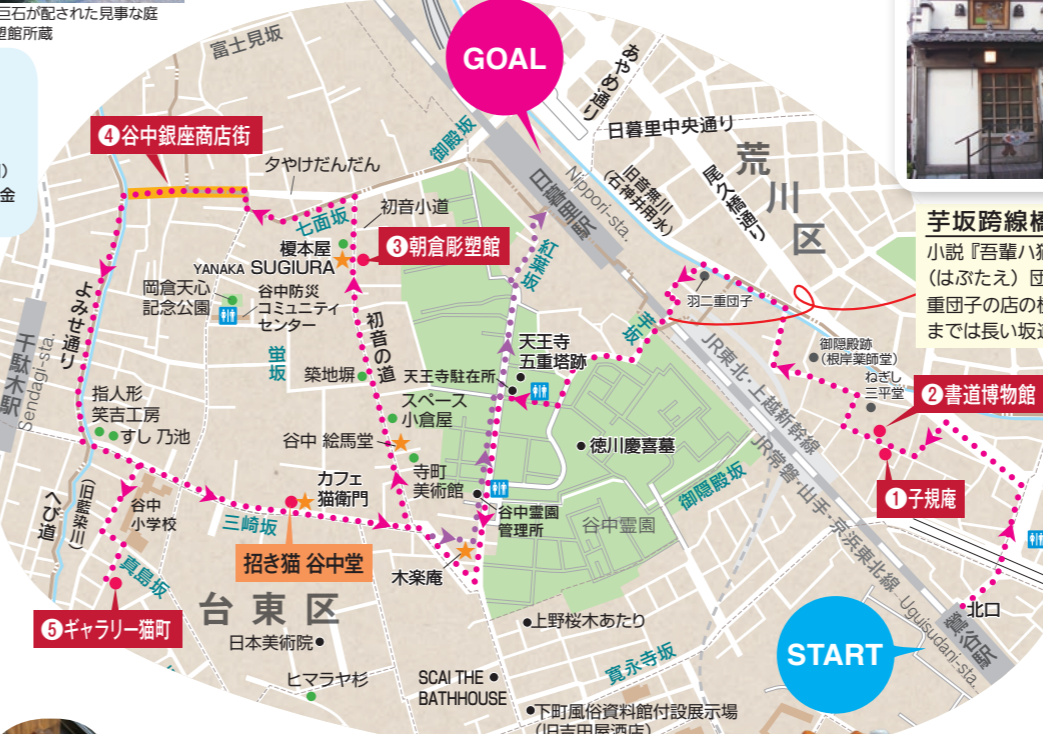 巨石が配された見事な庭
塑館所蔵
金
富士見坂
GOAL
あやめ通り
日暮里中央通り
❹谷中銀座商店街
夕やけだんだん
御殿坂
日暮里駅
Nippori-sta.
旧音無川
(石神井用水)
尾久橋通り
荒川区
七面坂
初音小道
榎本屋
❸朝倉彫塑館
YANAKA SUGIURA
紅葉坂
芋坂跨線橋
小説『吾輩ハ猫
(はぶたえ)団
重団子の店の横
までは長い坂道
岡倉天心
記念公園
谷中防災
コミュニティ
センター
よみせ通り
初音の道
羽二重団子
芋坂
千駄木駅
Sendagi-sta.
蛍坂
天王寺
五重塔跡
JR東北・上越新幹線
御隠殿跡
(根岸薬師堂)
ねぎし
三平堂
築地塀
天王寺駐在所
❷書道博物館
指人形
笑吉工房
すし 乃池
スペース
小倉屋
谷中 絵馬堂
徳川慶喜墓
JR常磐・山手・京浜東北線
寺町
美術館
御隠殿坂
❶子規庵
カフェ
猫衛門
谷中霊園
管理所
谷中霊園
へび道
(旧藍染川)
谷中
小学校
三崎坂
招き猫 谷中堂
木楽庵
真島坂
❺ギャラリー猫町
台東区
上野桜木あたり
START
Uguisudani-sta.
鶯谷駅
北口
日本美術院
寛永寺坂
ヒマラヤ杉
SCAI THE
BATHHOUSE
下町風俗資料館付設展示場
(旧吉田屋酒店)